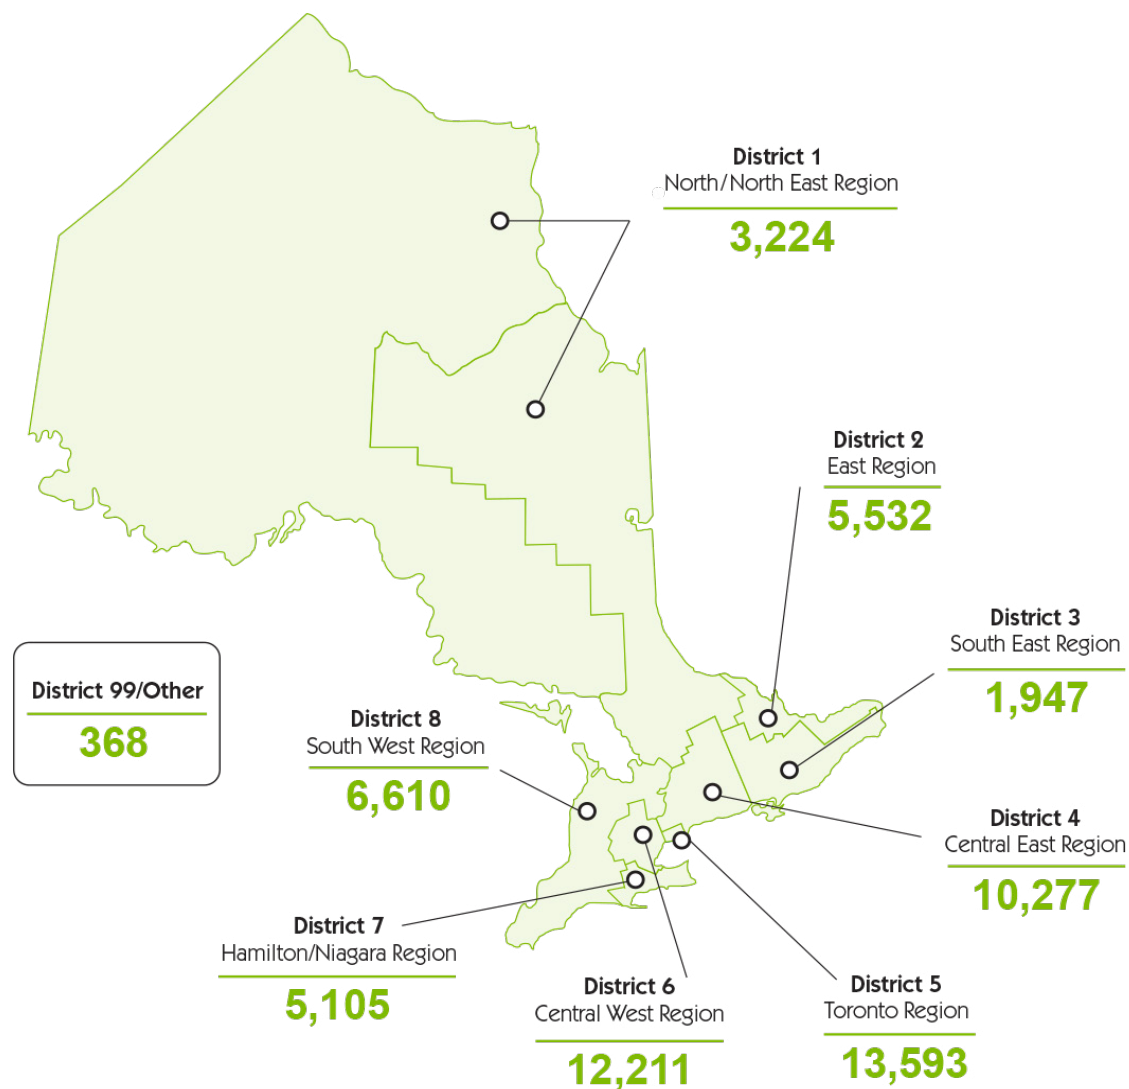 District 1
North/North East Region
3,224
District 2
East Region
5,532
District 3
South East Region
1,947
District 99/Other
368
District 8
South West Region
6,610
District 4
Central East Region
10,277
District 7
Hamilton/Niagara Region
5,105
District 6
Central West Region
12,211
District 5
Toronto Region
13,593